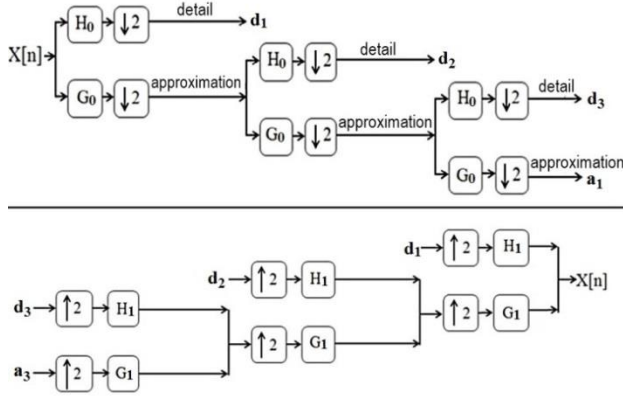 H₀ ↓2 detail d₁
X[n] H₀ ↓2 detail d₂
G₀ ↓2 approximation H₀ ↓2 detail d₃
G₀ ↓2 approximation
G₀ ↓2 approximation a₁
d₁ ↑2 H₁
d₂ ↑2 H₁ X[n]
d₃ ↑2 H₁ ↑2 G₁
↑2 G₁
a₃ ↑2 G₁